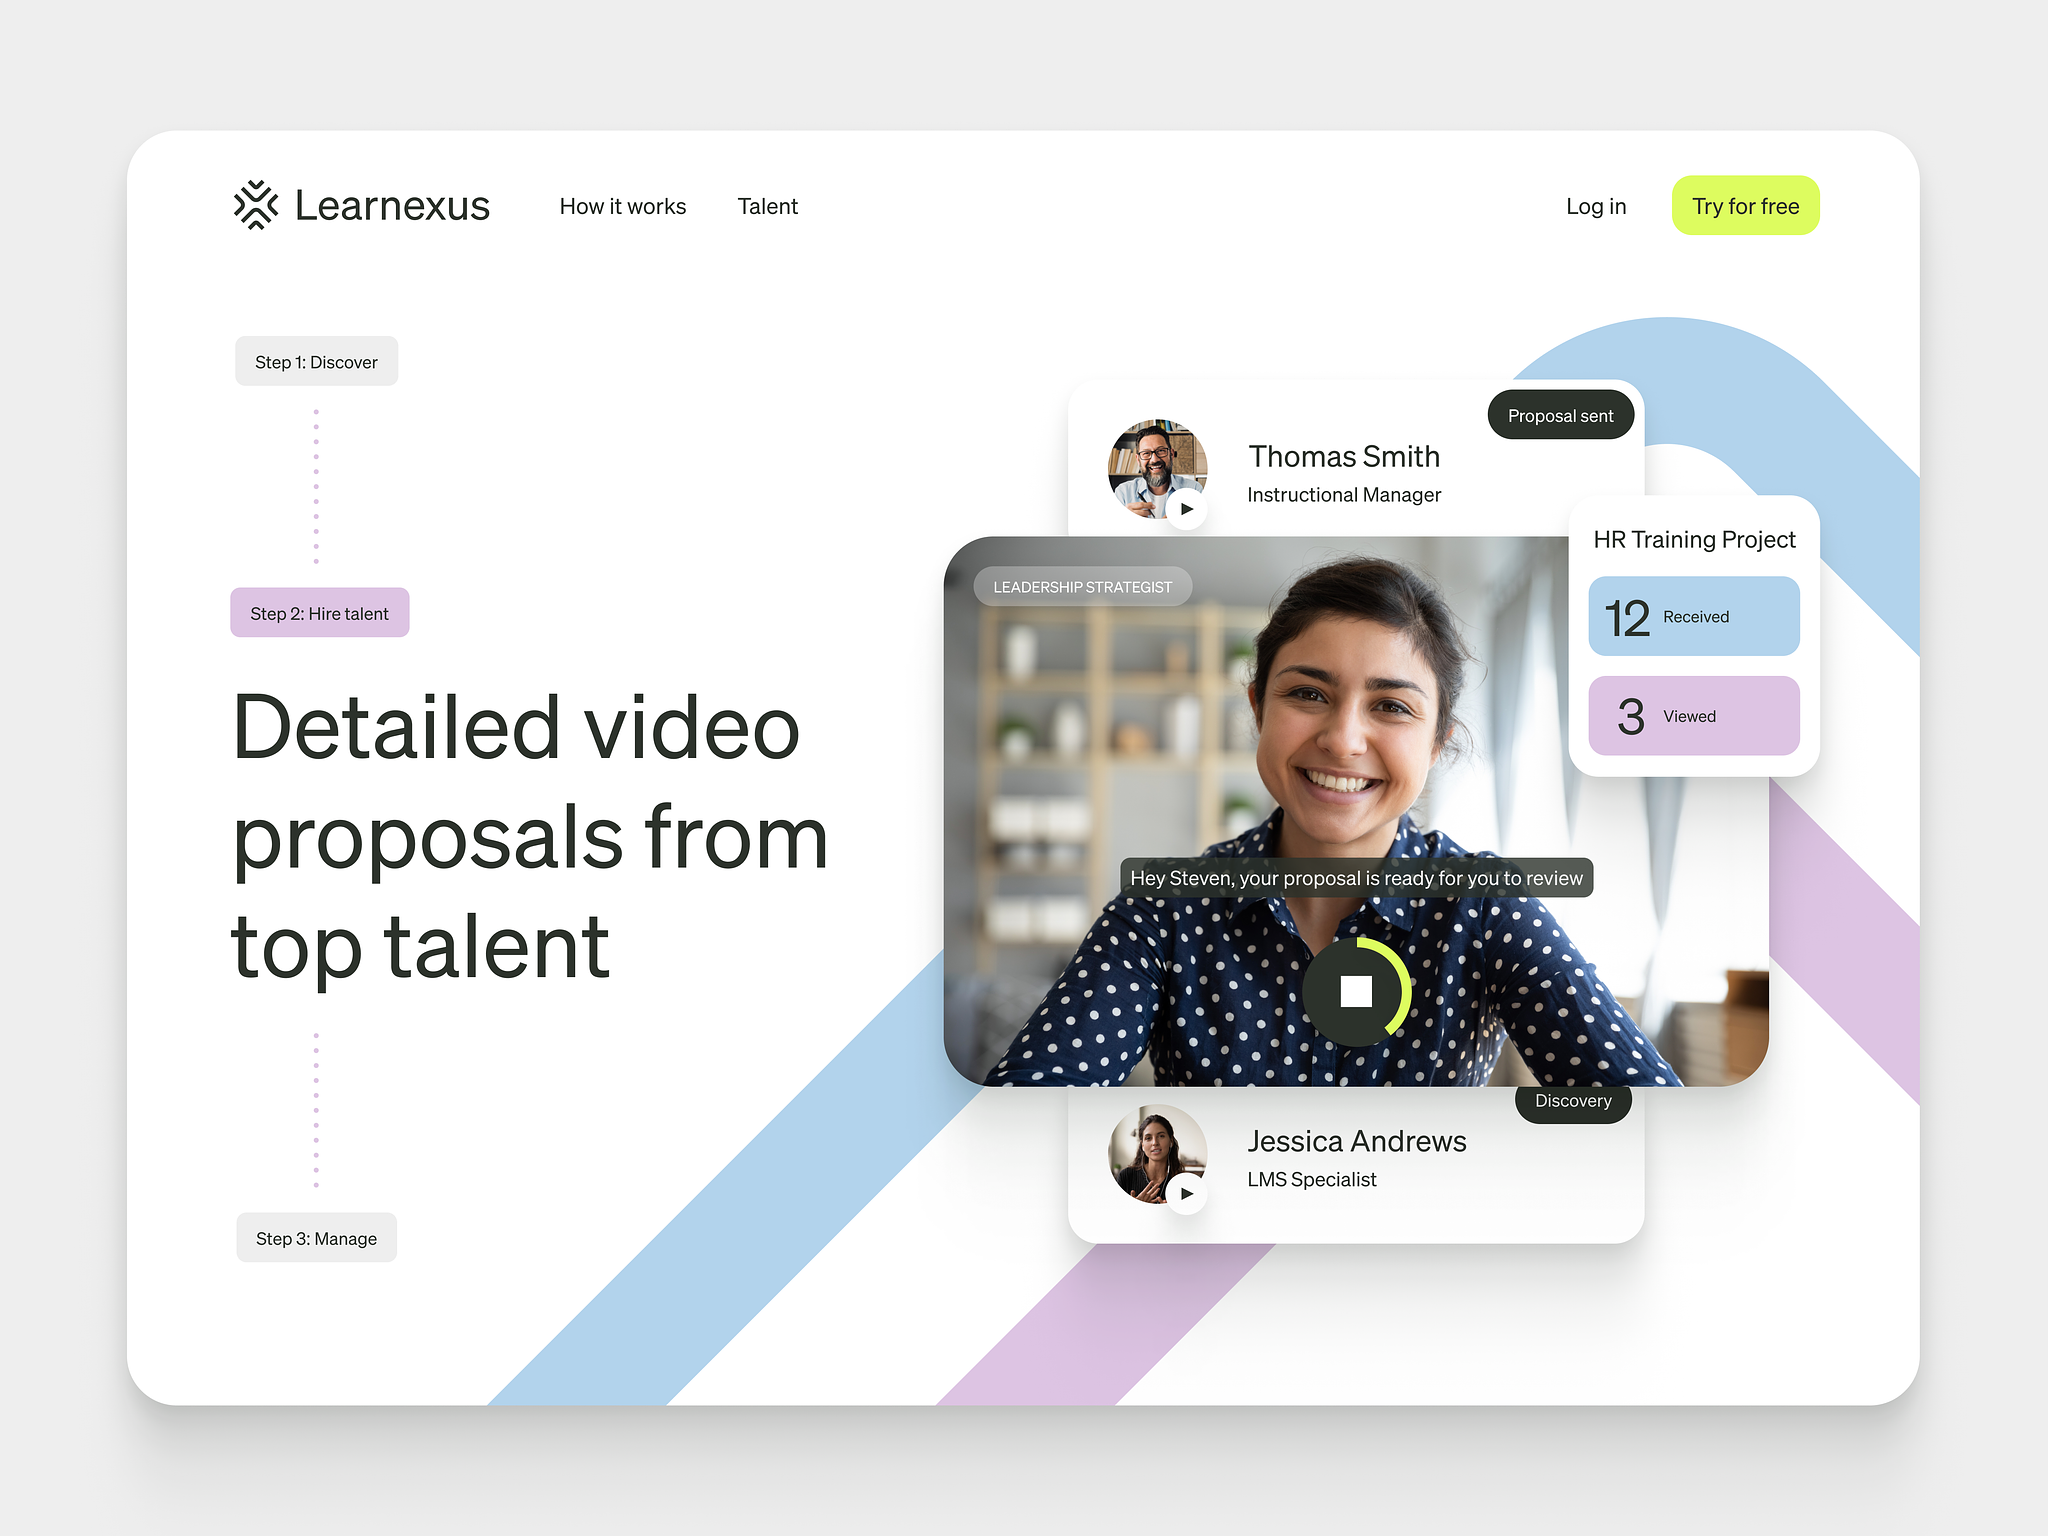 Learnexus
How it works
Talent
Log in
Try for free
Step 1: Discover
Step 2: Hire talent
Detailed video
proposals from
top talent
Step 3: Manage
Proposal sent
Thomas Smith
Instructional Manager
HR Training Project
12 Received
3 Viewed
LEADERSHIP STRATEGIST
Hey Steven, your proposal is ready for you to review
Discovery
Jessica Andrews
LMS Specialist